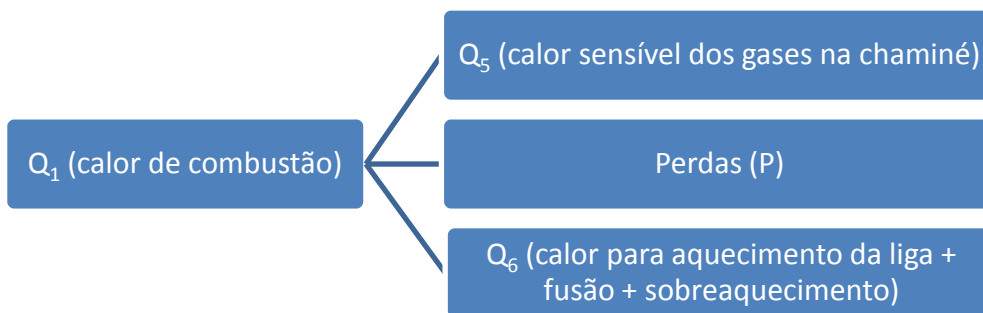 Q₅ (calor sensível dos gases na chaminé)
Q₁ (calor de combustão)
Perdas (P)
Q₆ (calor para aquecimento da liga +
fusão + sobreaquecimento)